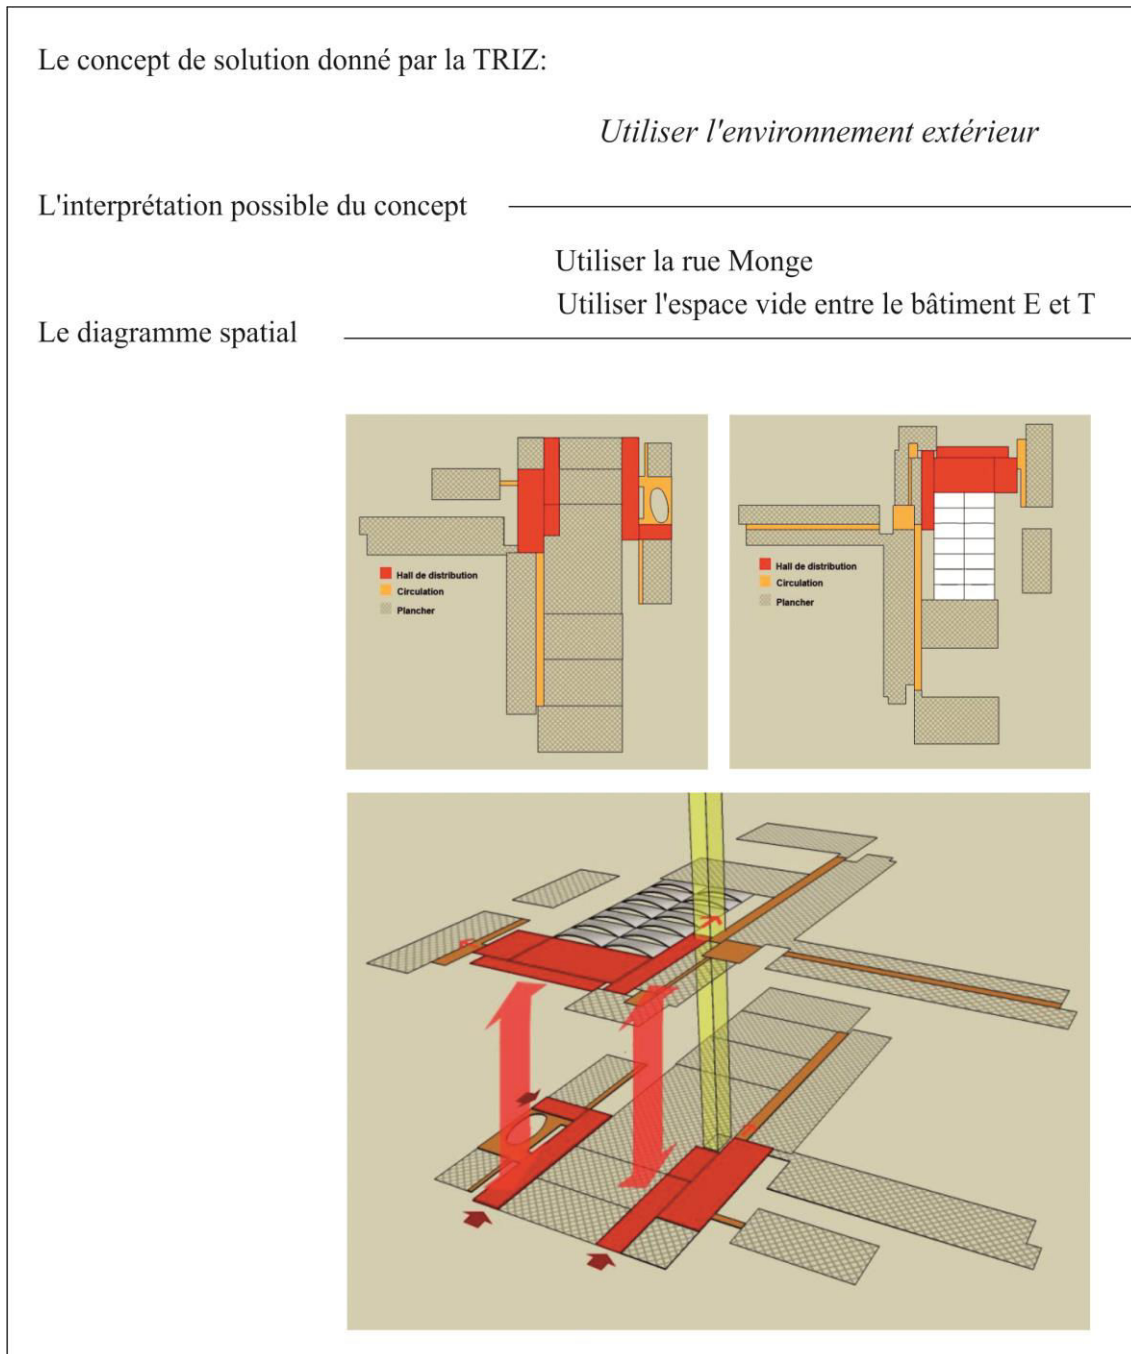 Le concept de solution donné par la TRIZ:
Utiliser l'environnement extérieur
L'interprétation possible du concept
Utiliser la rue Monge
Utiliser l'espace vide entre le bâtiment E et T
Le diagramme spatial
Hall de distribution
Circulation
Plancher
Hall de distribution
Circulation
Plancher